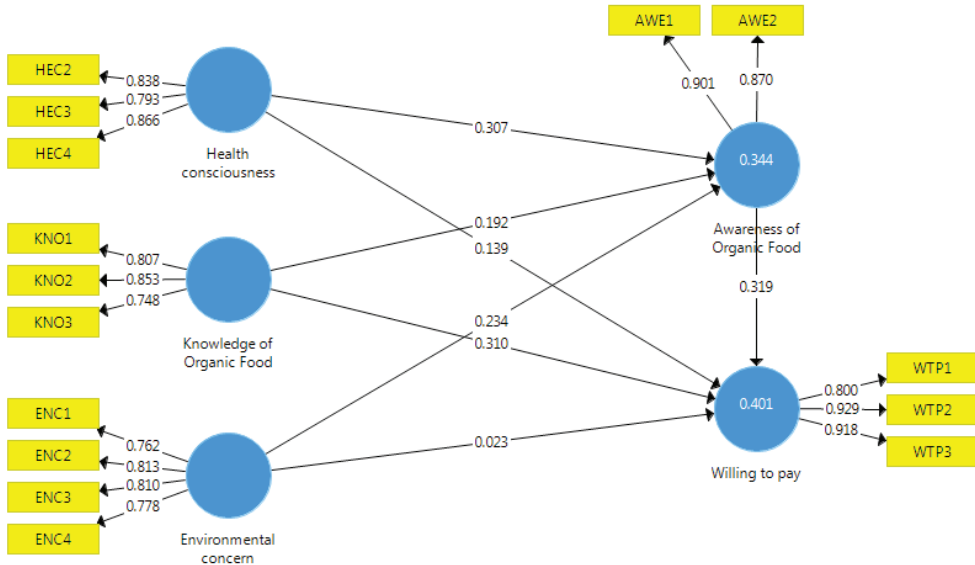 AWE1 AWE2
HEC2
HEC3
HEC4
0.838
0.793
0.866
Health
consciousness
0.901
0.870
0.307
0.344
Awareness of
Organic Food
KNO1
KNO2
KNO3
0.807
0.853
0.748
Knowledge of
Organic Food
0.192
0.139
0.319
0.234
0.310
ENC1
ENC2
ENC3
ENC4
0.762
0.813
0.810
0.778
Environmental
concern
0.023
0.401
Willing to pay
0.800
0.929
0.918
WTP1
WTP2
WTP3